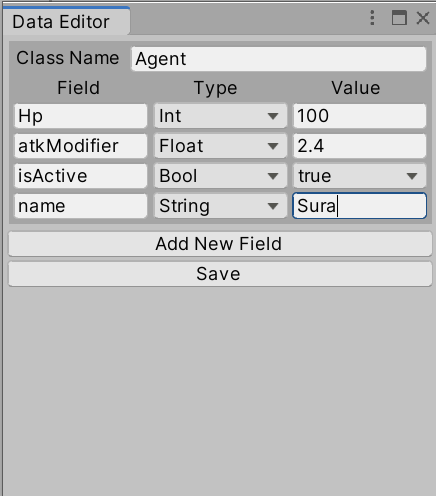 Data Editor
Class Name Agent
Field Type Value
Hp Int 100
atkModifier Float 2.4
isActive Bool true
name String Sura
Add New Field
Save